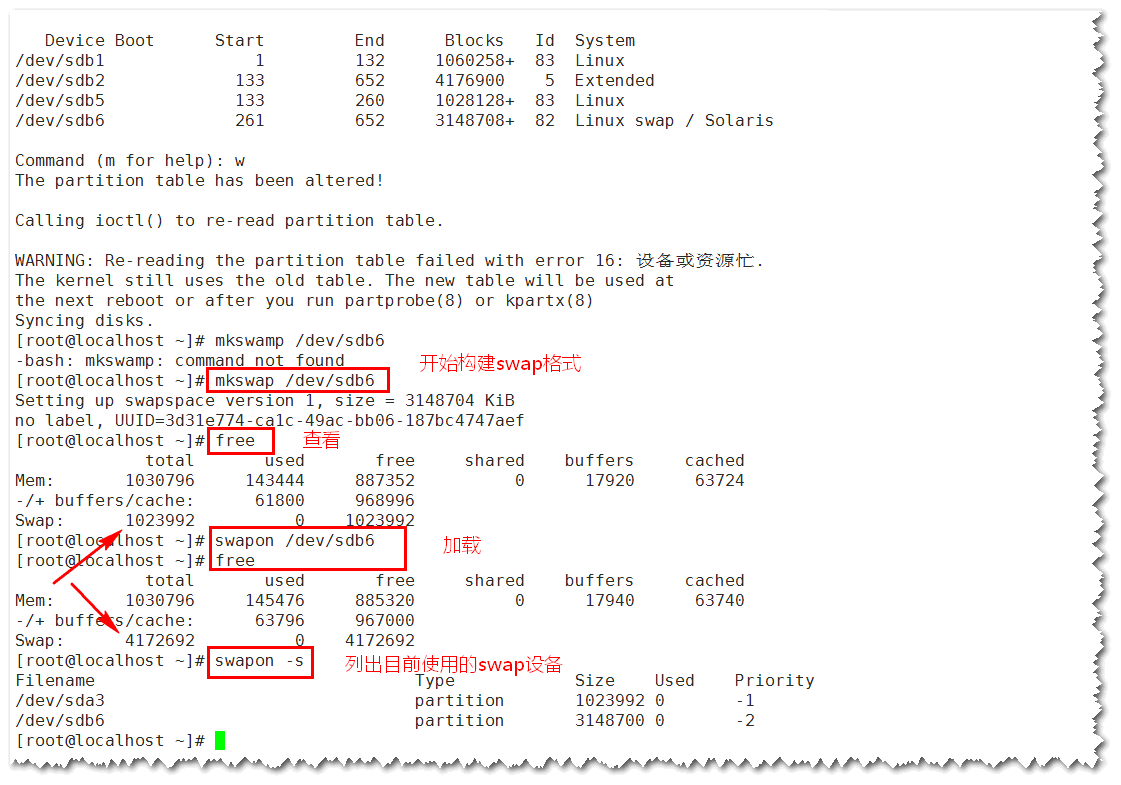 Device Boot Start End Blocks Id System
/dev/sdb1 1 132 1060258+ 83 Linux
/dev/sdb2 133 652 4176900 5 Extended
/dev/sdb5 133 260 1028128+ 83 Linux
/dev/sdb6 261 652 3148708+ 82 Linux swap / Solaris
Command (m for help): w
The partition table has been altered!
Calling ioctl() to re-read partition table.
WARNING: Re-reading the partition table failed with error 16: 设备或资源忙.
The kernel still uses the old table. The new table will be used at
the next reboot or after you run partprobe(8) or kpartx(8)
Syncing disks.
[root@localhost ~]# mkswamp /dev/sdb6
-bash: mkswamp: command not found
开始构建swap格式
[root@localhost ~]# mkswap /dev/sdb6
Setting up swapspace version 1, size = 3148704 KiB
no label, UUID=3d31e774-ca1c-49ac-bb06-187bc4747aef
[root@localhost ~]# free 查看
total used free shared buffers cached
Mem: 1030796 143444 887352 0 17920 63724
-/+ buffers/cache: 61800 968996
Swap: 1023992 0 1023992
[root@localhost ~]# swapon /dev/sdb6 加载
[root@localhost ~]# free
total used free shared buffers cached
Mem: 1030796 145476 885320 0 17940 63740
-/+ buffers/cache: 63796 967000
Swap: 4172692 0 4172692
[root@localhost ~]# swapon -s 列出目前使用的swap设备
Filename Type Size Used Priority
/dev/sda3 partition 1023992 0 -1
/dev/sdb6 partition 3148700 0 -2
[root@localhost ~]#